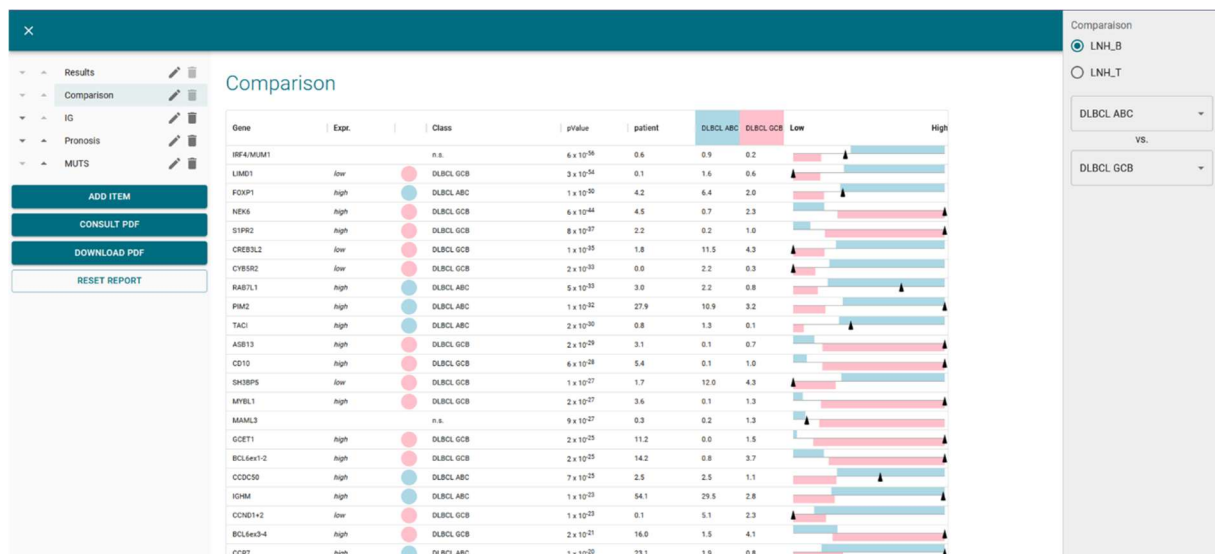 ×
Comparaison
LNH_B
LNH_T
DLBCL ABC
vs.
DLBCL GCB
Results
Comparison
IG
Pronosis
MUTS
ADD ITEM
CONSULT PDF
DOWNLOAD PDF
RESET REPORT
Comparison
Gene Expr. Class pValue patient DLBCL ABC DLBCL GCB Low High
IRF4/MUM1 n.s. 6 x 10-56 0.6 0.9 0.2
LIMD1 low DLBCL GCB 3 x 10-54 0.1 1.6 0.6
FOXP1 high DLBCL ABC 1 x 10-50 4.2 6.4 2.0
NEK6 high DLBCL GCB 6 x 10-44 4.5 0.7 2.3
S1PR2 high DLBCL GCB 8 x 10-37 2.2 0.2 1.0
CREB3L2 low DLBCL GCB 1 x 10-35 1.8 11.5 4.3
CYB5R2 low DLBCL GCB 2 x 10-33 0.0 2.2 0.3
RAB7L1 high DLBCL ABC 5 x 10-33 3.0 2.2 0.8
PIM2 high DLBCL ABC 1 x 10-32 27.9 10.9 3.2
TACI high DLBCL ABC 2 x 10-30 0.8 1.3 0.1
ASB13 high DLBCL GCB 2 x 10-29 3.1 0.1 0.7
CD10 high DLBCL GCB 6 x 10-28 5.4 0.1 1.0
SH3BP5 low DLBCL GCB 1 x 10-27 1.7 12.0 4.3
MYBL1 high DLBCL GCB 2 x 10-27 3.6 0.1 1.3
MAML3 n.s. 9 x 10-27 0.3 0.2 1.3
GCET1 high DLBCL GCB 2 x 10-25 11.2 0.0 1.5
BCL6ex1-2 high DLBCL GCB 2 x 10-25 14.2 0.8 3.7
CCDC50 high DLBCL ABC 7 x 10-25 2.5 2.5 1.1
IGHM high DLBCL ABC 1 x 10-23 54.1 29.5 2.8
CCND1+2 low DLBCL GCB 1 x 10-23 0.1 5.1 2.3
BCL6ex3-4 high DLBCL GCB 2 x 10-21 16.0 1.5 4.1
CCR7 high DLBCL ABC 1 x 10-20 23.1 1.9 0.8